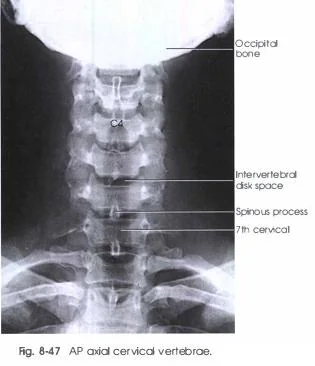 Occipital
bone
C4
Intervertebral
disk space
Spinous process
7th cervical
Fig. 8-47 AP axial cervical vertebrae.